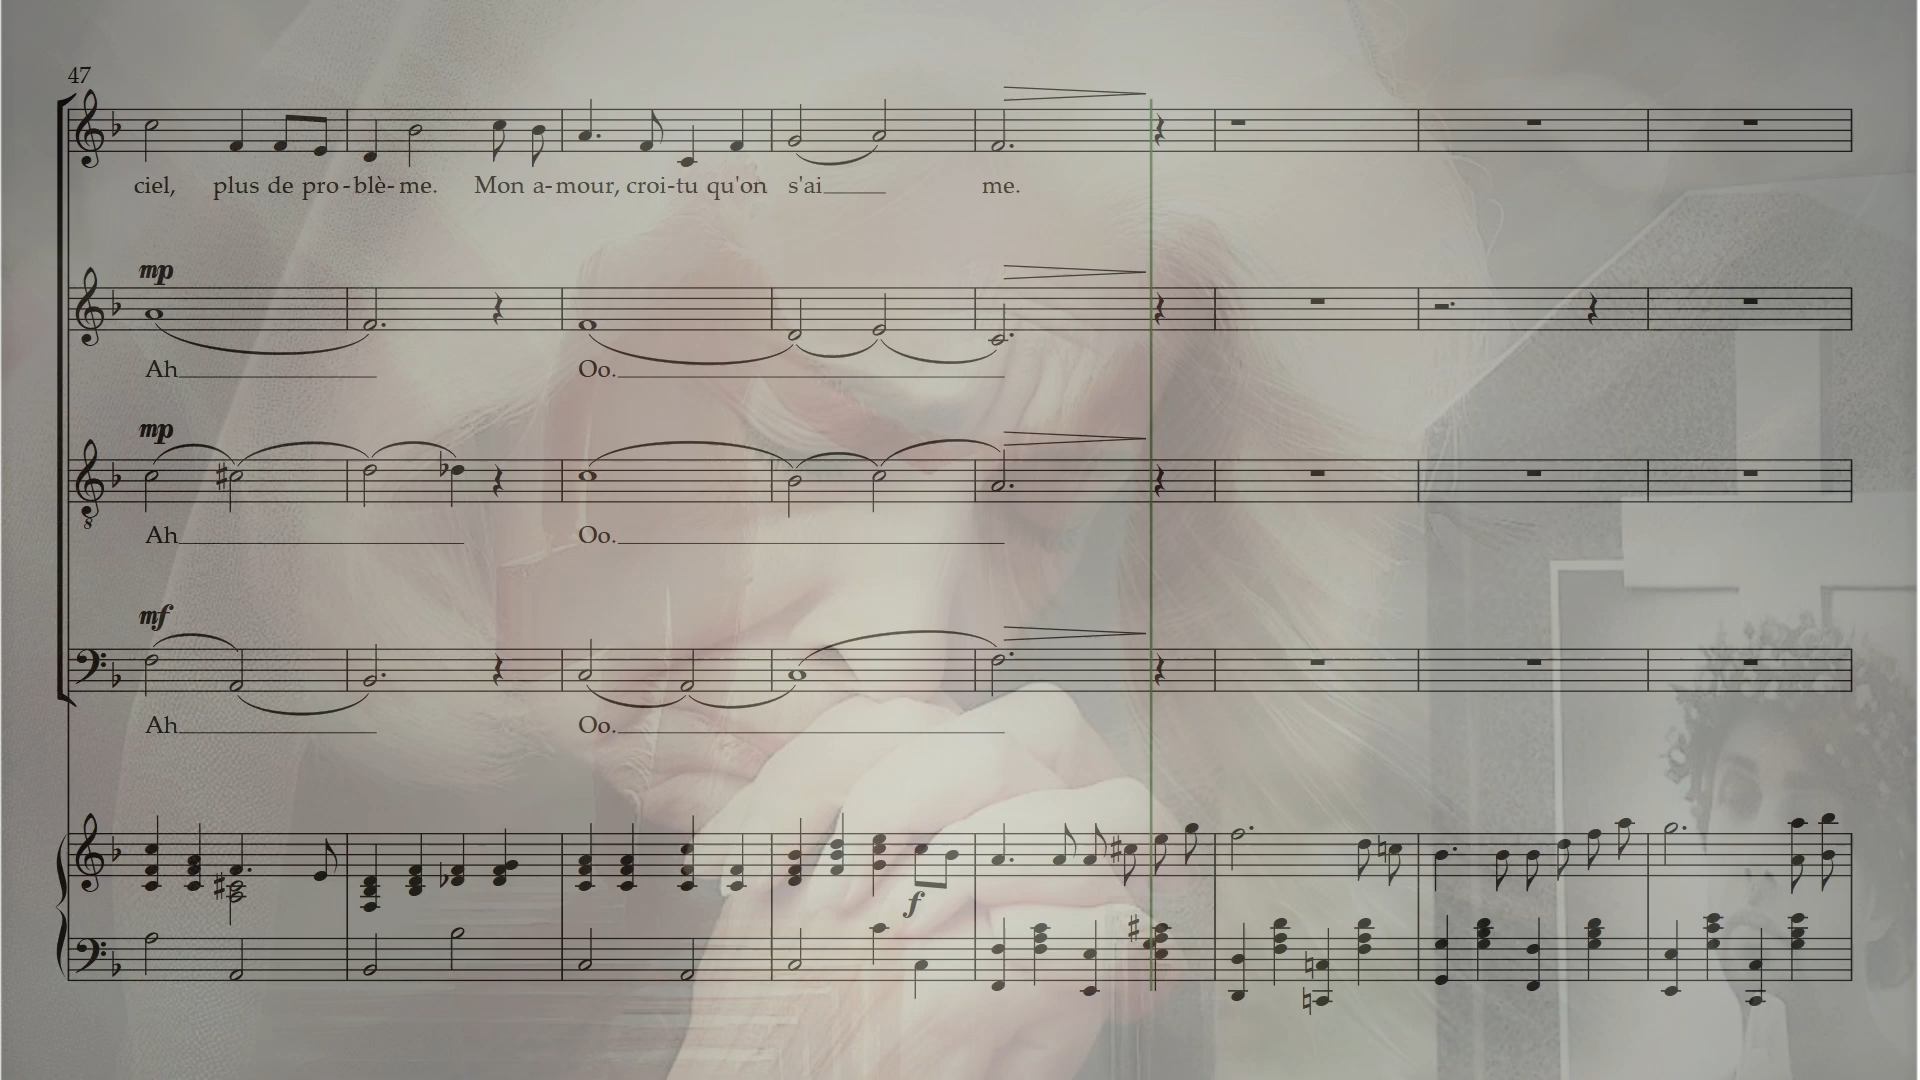 47
ciel, plus de pro-blè-me. Mon a-mour, croi-tu qu'on s'ai me.
mp
Ah Oo.
mp
8
Ah Oo.
mf
Ah Oo.
f